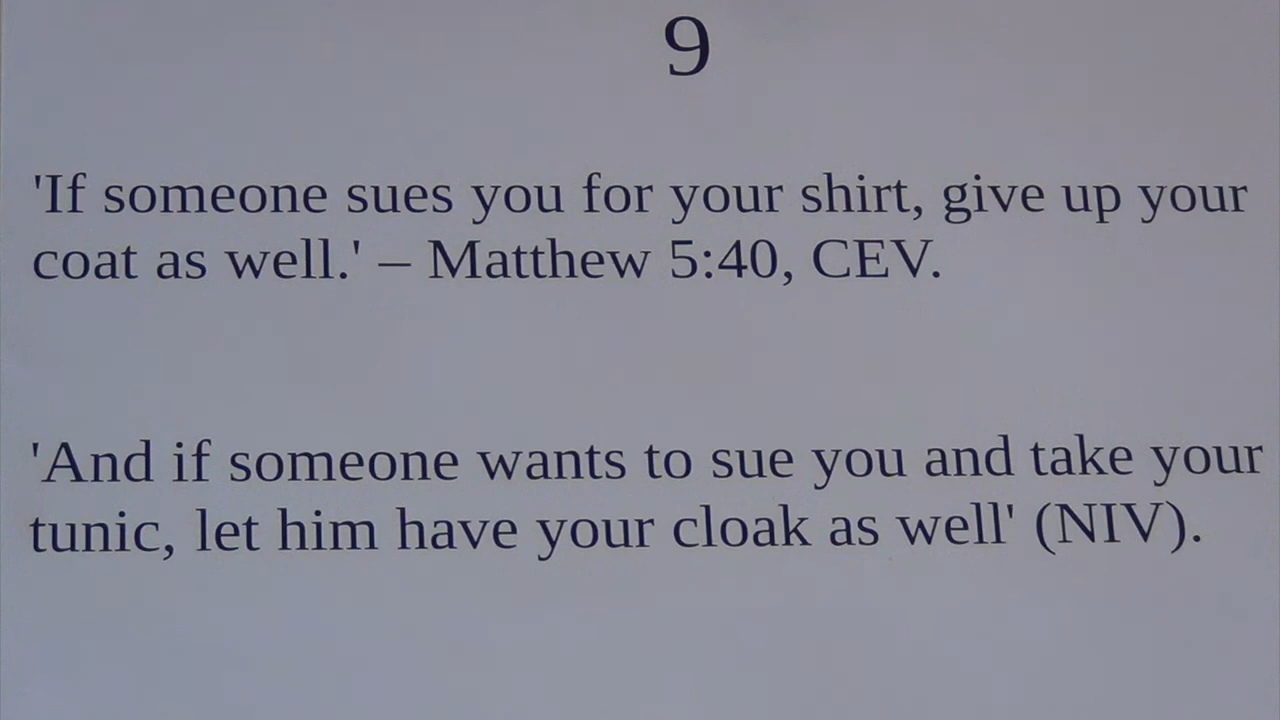 9
'If someone sues you for your shirt, give up your
coat as well.' – Matthew 5:40, CEV.
'And if someone wants to sue you and take your
tunic, let him have your cloak as well' (NIV).